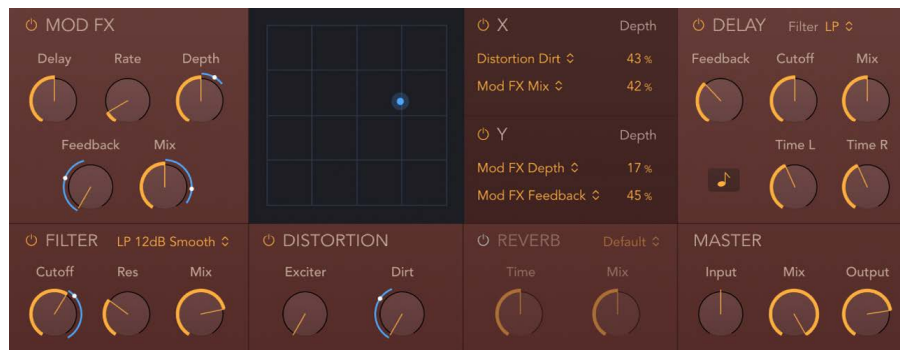 MOD FX
Delay Rate Depth
Feedback Mix
X Depth
Distortion Dirt 43 %
Mod FX Mix 42 %
Y Depth
Mod FX Depth 17 %
Mod FX Feedback 45 %
DELAY Filter LP
Feedback Cutoff Mix
Time L Time R
FILTER LP 12dB Smooth
Cutoff Res Mix
DISTORTION
Exciter Dirt
REVERB Default
Time Mix
MASTER
Input Mix Output